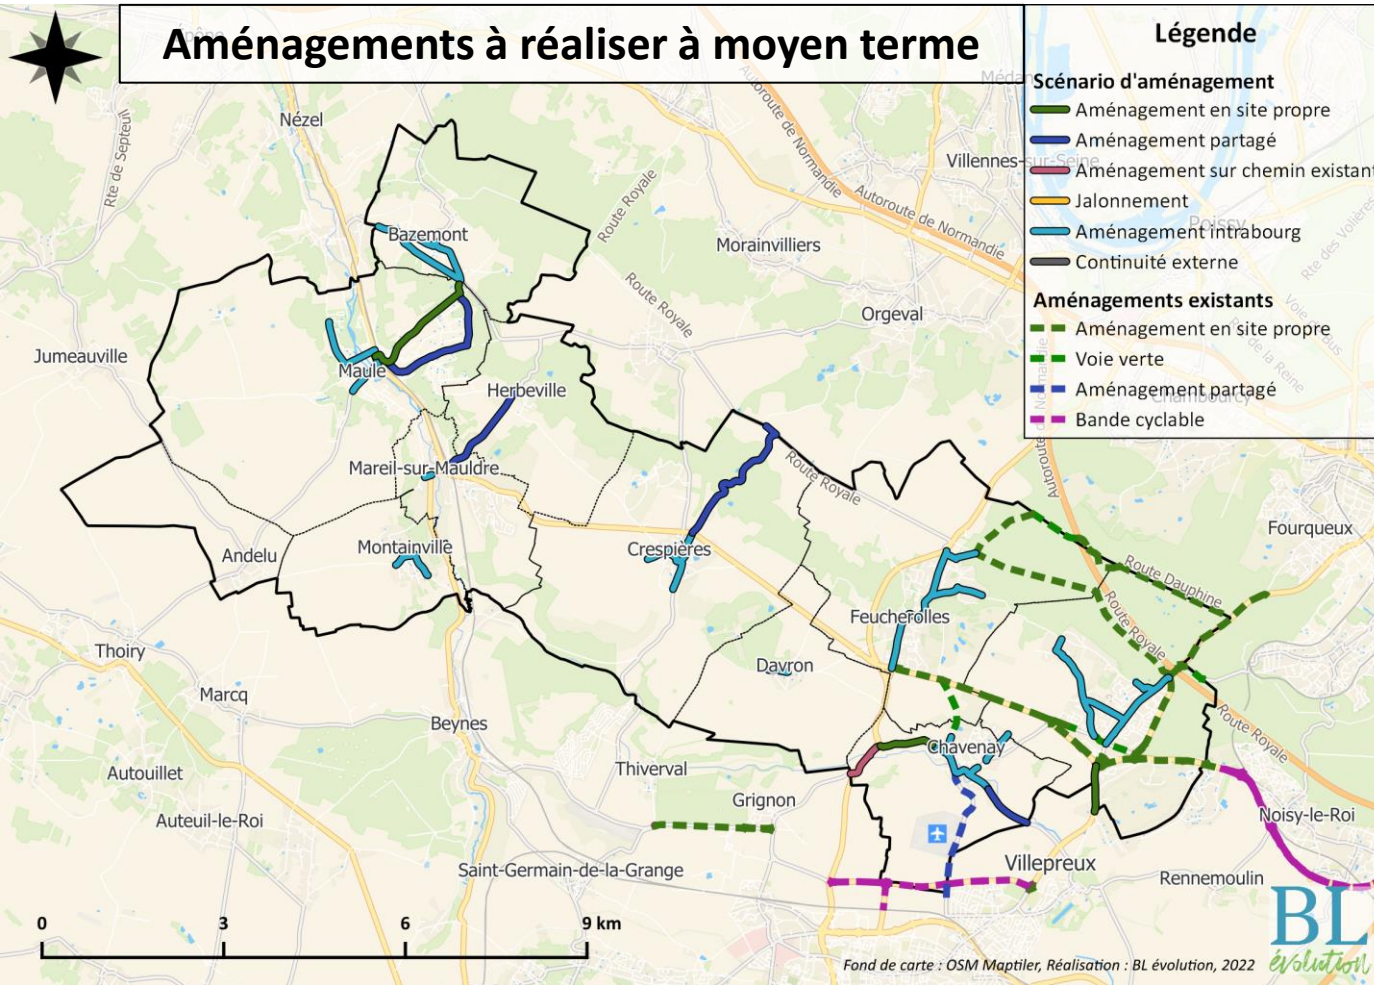 Aménagements à réaliser à moyen terme
Légende
Scénario d'aménagement
Aménagement en site propre
Aménagement partagé
Aménagement sur chemin existant
Jalonnement
Aménagement intrabourg
Continuité externe
Aménagements existants
Aménagement en site propre
Voie verte
Aménagement partagé
Bande cyclable
Nézel
Rte de Septeuil
Autoroute de Normandie
Villennes-sur-Seine
Poissy
Rte des Volières
Route Royale
Autoroute de Normandie
Bazemont
Morainvilliers
Route Royale
Orgeval
Jumeauville
Maule
Herbeville
Chambourcy
Mareil-sur-Mauldre
Route Royale
Fourqueux
Andelu
Montainville
Crespières
Route Dauphine
Feucherolles
Route Royale
Thoiry
Davron
Marcq
Beynes
Route Royale
Chavenay
Autouillet
Thiverval
Grignon
Auteuil-le-Roi
Noisy-le-Roi
Saint-Germain-de-la-Grange
Villepreux
Rennemoulin
0 3 6 9 km
BL
évolution
Fond de carte : OSM Maptiler, Réalisation : BL évolution, 2022